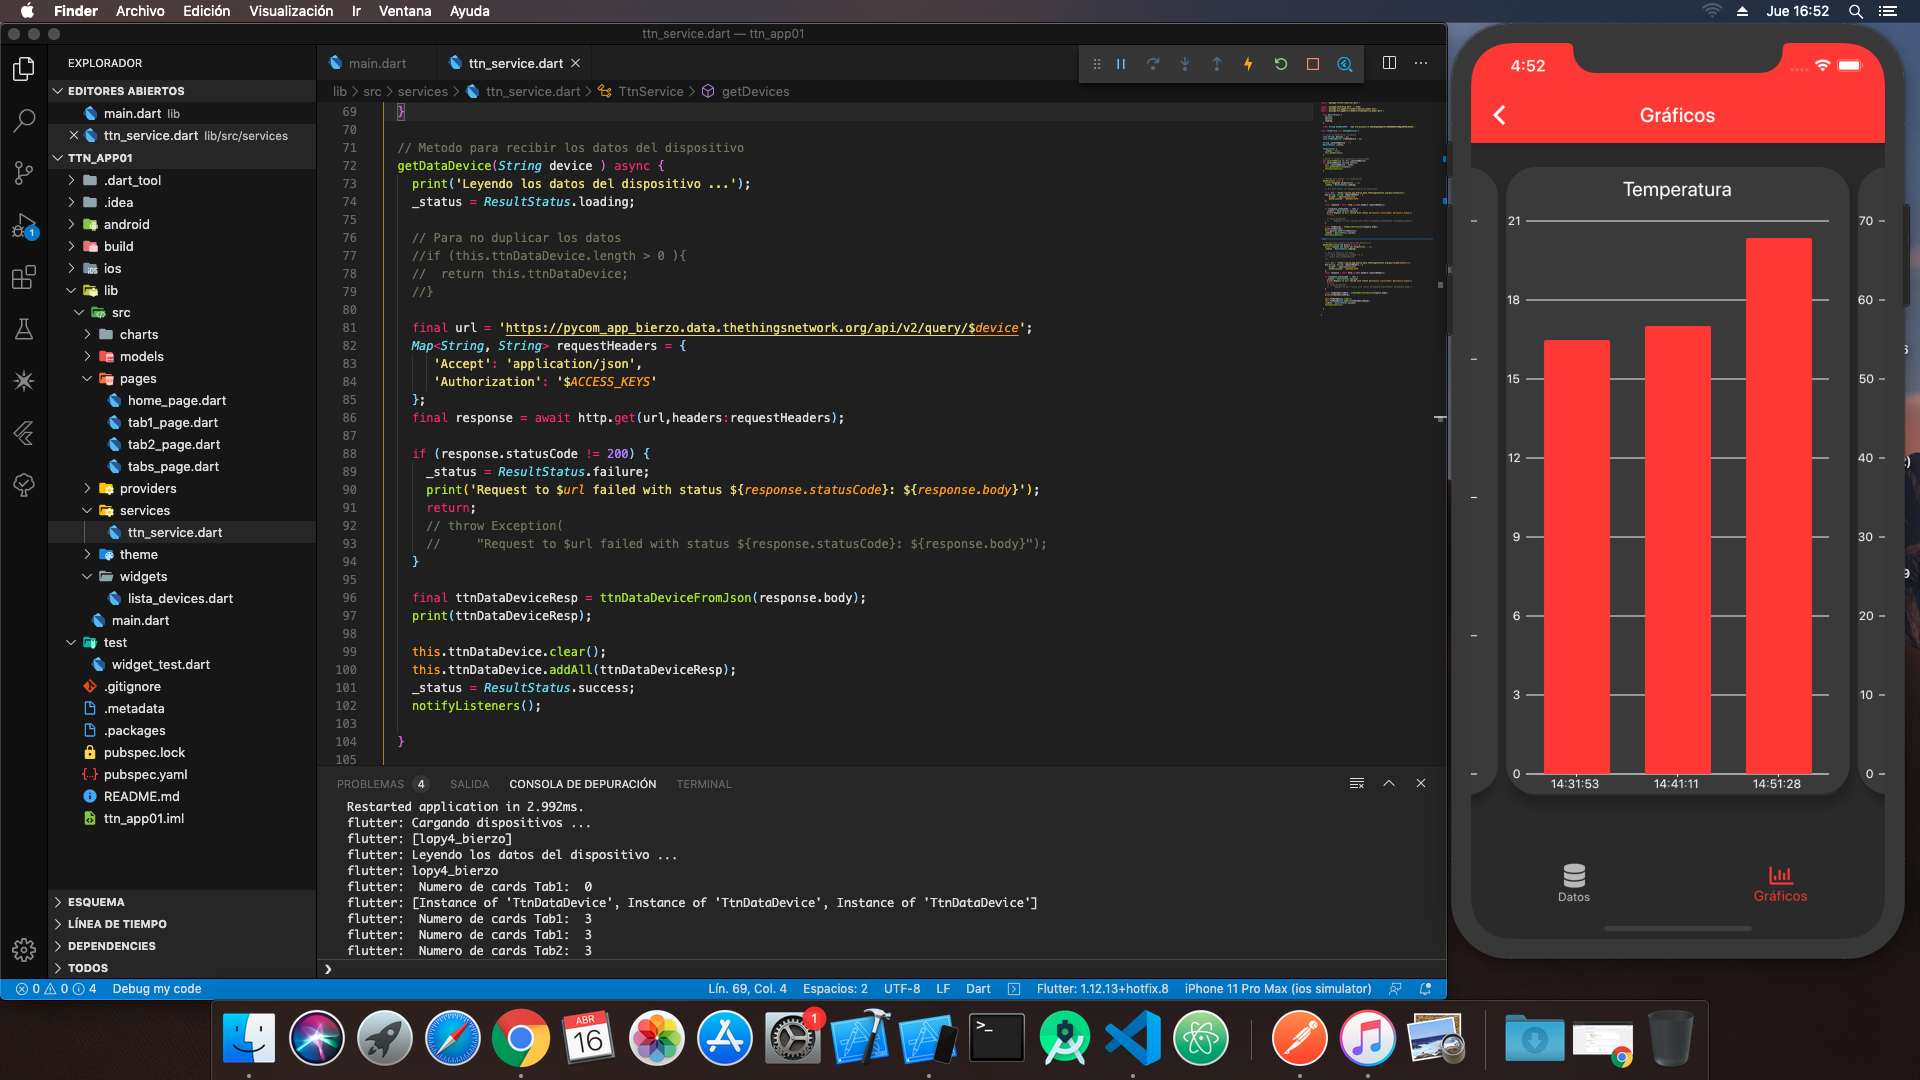 Finder Archivo Edición Visualización Ir Ventana Ayuda
Jue 16:52
ttn_service.dart — ttn_app01
EXPLORADOR
EDITORES ABIERTOS
main.dart lib
ttn_service.dart lib/src/services
TTN_APP01
.dart_tool
.idea
android
build
ios
lib
src
charts
models
pages
home_page.dart
tab1_page.dart
tab2_page.dart
tabs_page.dart
providers
services
ttn_service.dart
theme
widgets
lista_devices.dart
main.dart
test
widget_test.dart
.gitignore
.metadata
.packages
pubspec.lock
pubspec.yaml
README.md
ttn_app01.iml
ESQUEMA
LÍNEA DE TIEMPO
DEPENDENCIES
TODOS
main.dart
ttn_service.dart
lib > src > services > ttn_service.dart > TtnService > getDevices
69 }
70
71 // Metodo para recibir los datos del dispositivo
72 getDataDevice(String device ) async {
73 print('Leyendo los datos del dispositivo ...');
74 _status = ResultStatus.loading;
75
76 // Para no duplicar los datos
77 //if (this.ttnDataDevice.length > 0 ){
78 //  return this.ttnDataDevice;
79 //}
80
81 final url = 'https://pycom_app_bierzo.data.thethingsnetwork.org/api/v2/query/$device';
82 Map<String, String> requestHeaders = {
83 'Accept': 'application/json',
84 'Authorization': '$ACCESS_KEYS'
85 };
86 final response = await http.get(url,headers:requestHeaders);
87
88 if (response.statusCode != 200) {
89 _status = ResultStatus.failure;
90 print('Request to $url failed with status ${response.statusCode}: ${response.body}');
91 return;
92 // throw Exception(
93 //     "Request to $url failed with status ${response.statusCode}: ${response.body}");
94 }
95
96 final ttnDataDeviceResp = ttnDataDeviceFromJson(response.body);
97 print(ttnDataDeviceResp);
98
99 this.ttnDataDevice.clear();
100 this.ttnDataDevice.addAll(ttnDataDeviceResp);
101 _status = ResultStatus.success;
102 notifyListeners();
103
104 }
105
PROBLEMAS 4 SALIDA CONSOLA DE DEPURACIÓN TERMINAL
Restarted application in 2.992ms.
flutter: Cargando dispositivos ...
flutter: [lopy4_bierzo]
flutter: Leyendo los datos del dispositivo ...
flutter: lopy4_bierzo
flutter:  Numero de cards Tab1:  0
flutter: [Instance of 'TtnDataDevice', Instance of 'TtnDataDevice', Instance of 'TtnDataDevice']
flutter:  Numero de cards Tab1:  3
flutter:  Numero de cards Tab1:  3
flutter:  Numero de cards Tab2:  3
0 0 4 Debug my code
Lín. 69, Col. 4 Espacios: 2 UTF-8 LF Dart Flutter: 1.12.13+hotfix.8 iPhone 11 Pro Max (ios simulator)
4:52
Gráficos
Temperatura
21
18
15
12
9
6
3
0
14:31:53 14:41:11 14:51:28
70
60
50
40
30
20
10
0
Datos
Gráficos
1
ABR
16
1
>_